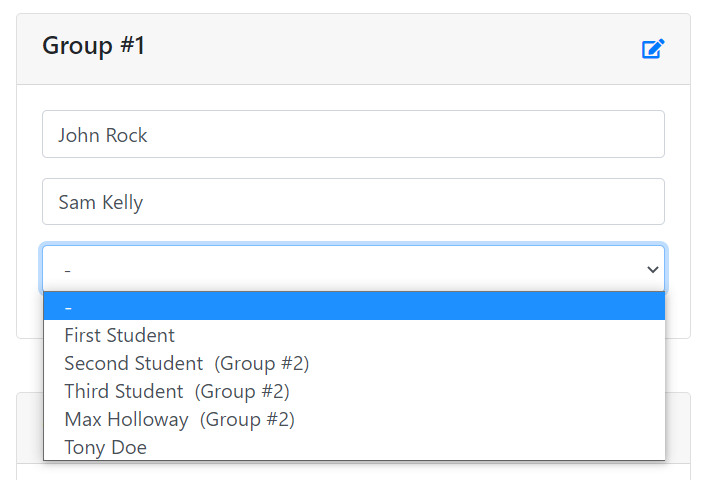 Group #1
John Rock
Sam Kelly
-
-
First Student
Second Student (Group #2)
Third Student (Group #2)
Max Holloway (Group #2)
Tony Doe